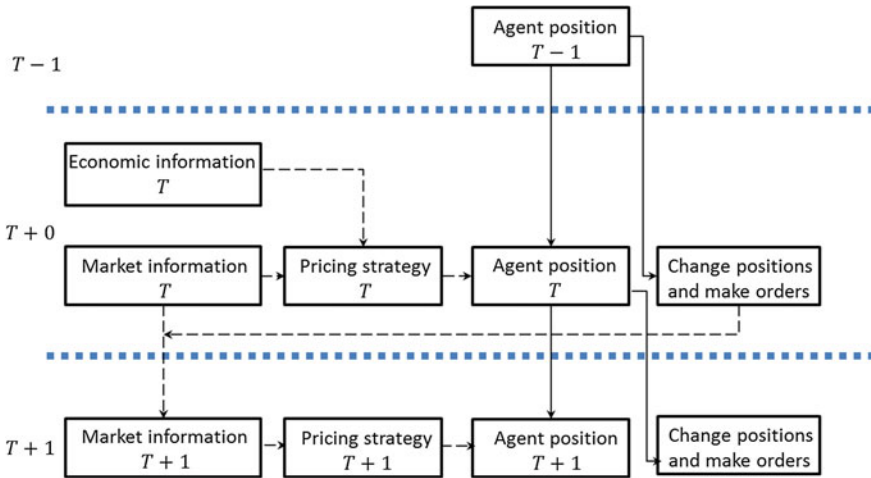 Agent position
T − 1
T − 1
Economic information
T
T + 0
Market information
T
Pricing strategy
T
Agent position
T
Change positions
and make orders
T + 1
Market information
T + 1
Pricing strategy
T + 1
Agent position
T + 1
Change positions
and make orders